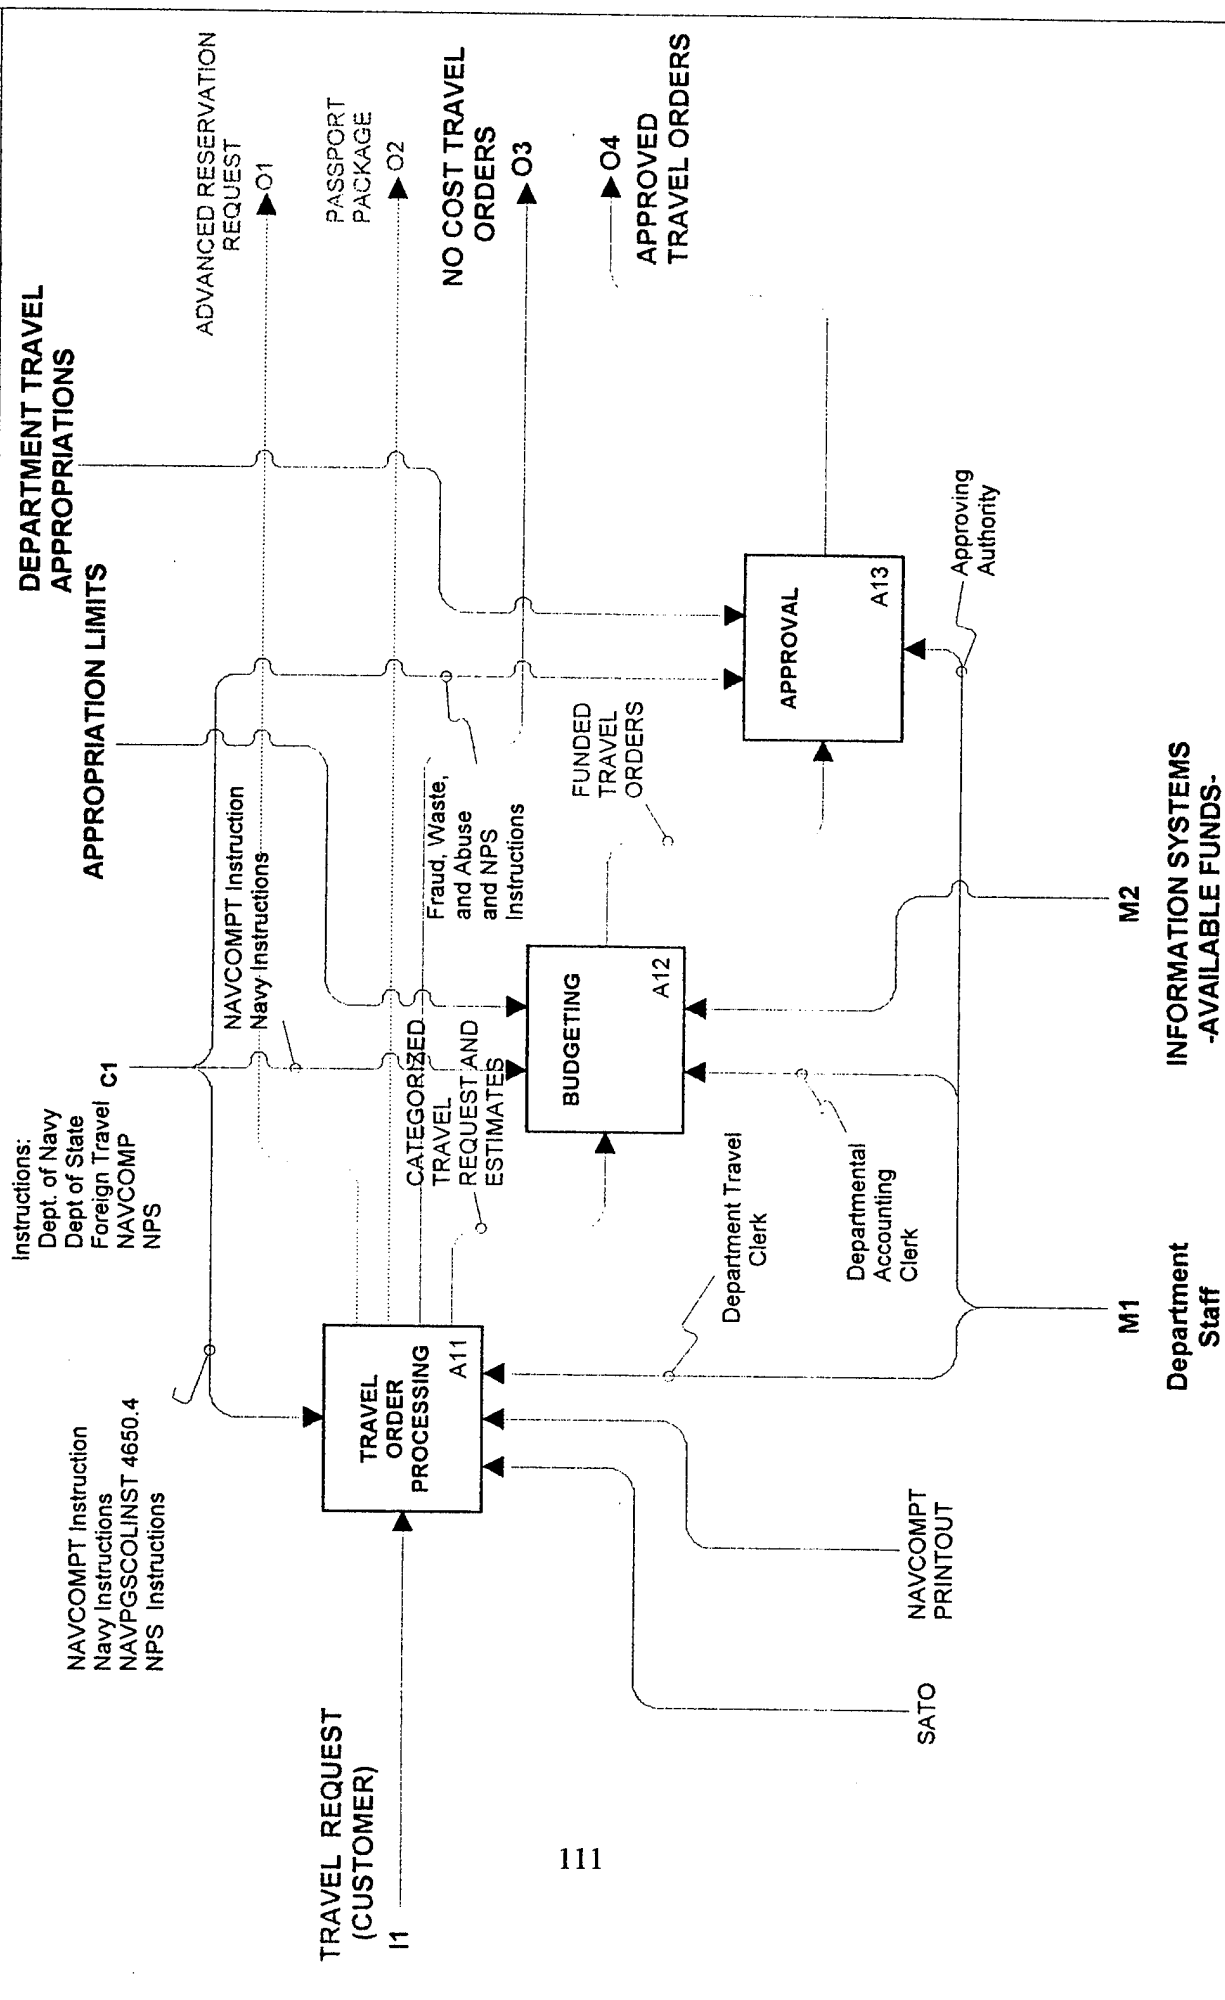 Instructions:
Dept. of Navy
Dept of State
Foreign Travel
NAVCOMP
NPS
C1
APPROPRIATION LIMITS
DEPARTMENT TRAVEL
APPROPRIATIONS
NAVCOMPT Instruction
Navy Instructions
NAVPGSCOLINST 4650.4
NPS Instructions
NAVCOMPT Instruction
Navy Instructions
ADVANCED RESERVATION
REQUEST
O1
PASSPORT
PACKAGE
O2
NO COST TRAVEL
ORDERS
O3
O4
APPROVED
TRAVEL ORDERS
TRAVEL REQUEST
(CUSTOMER)
I1
TRAVEL
ORDER
PROCESSING
A11
CATEGORIZED
TRAVEL
REQUEST AND
ESTIMATES
Fraud, Waste,
and Abuse
and NPS
Instructions
BUDGETING
A12
FUNDED
TRAVEL
ORDERS
APPROVAL
A13
Department Travel
Clerk
Departmental
Accounting
Clerk
Approving
Authority
SATO
NAVCOMPT
PRINTOUT
M1
Department
Staff
M2
INFORMATION SYSTEMS
-AVAILABLE FUNDS-
111